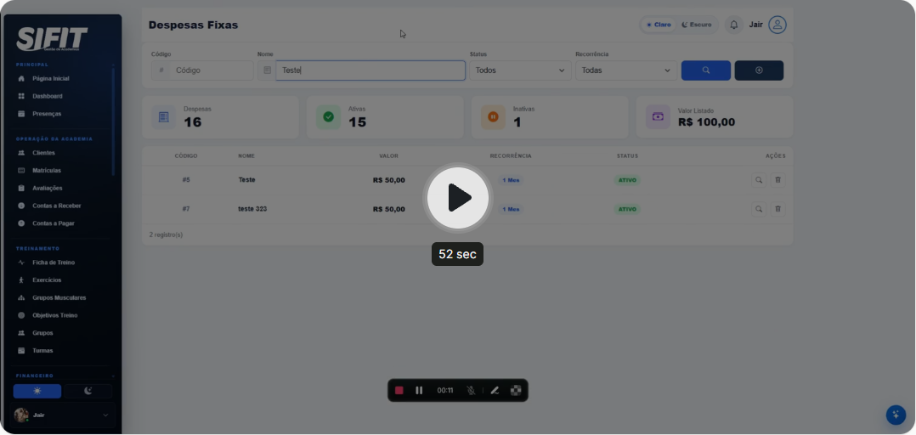 SIFIT
Despesas Fixas
Claro
Escuro
Jair
PRINCIPAL
Página Inicial
Dashboard
Presenças
OPERAÇÃO DA ACADEMIA
Clientes
Matrículas
Avaliações
Contas a Receber
Contas a Pagar
TREINAMENTO
Ficha de Treino
Exercícios
Grupos Musculares
Objetivos Treino
Grupos
Turmas
FINANCEIRO
Jair
Código
Nome
Status
Recorrência
# Código
Teste
Todos
Todas
Despesas
16
Ativas
15
Inativas
1
Valor Listado
R$ 100,00
CÓDIGO NOME VALOR RECORRÊNCIA STATUS AÇÕES
#5 Teste R$ 50,00 1 Mes ATIVO
#7 teste 323 R$ 50,00 1 Mes ATIVO
2 registro(s)
52 sec
00:11